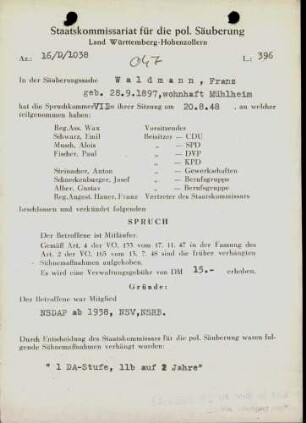 Staatskommissariat für die pol. Säuberung
Land Württemberg-Hohenzollern
Az.: 16/D/1038 L.: 396
047
In der Säuberungssache Waldmann, Franz
geb. 28.9.1897, wohnhaft Mühlheim
hat die Spruchkammer VII in ihrer Sitzung am 20.8.48, an welcher
teilgenommen haben:
Reg.Ass. Wax Vorsitzender
Schwarz, Emil Beisitzer – CDU
Musch, Alois „ – SPD
Fischer, Paul „ – DVP
„ – KPD
Steinacher, Anton „ – Gewerkschaften
Schneckenburger, Josef „ – Berufsgruppe
Alber, Gustav „ – Berufsgruppe
Reg.Angest. Hauer, Franz Vertreter des Staatskommissars
beschlossen und verkündet folgenden
SPRUCH
Der Betroffene ist Mitläufer.
Gemäß Art. 4 der VO. 133 vom 17. 11. 47 in der Fassung des
Art. 2 der VO. 165 vom 13. 7. 48 sind die früher verhängten
Sühnemaßnahmen aufgehoben.
Es wird eine Verwaltungsgebühr von DM 15.- erhoben.
Gründe:
Der Betroffene war Mitglied
NSDAP ab 1938, NSV, NSRB.
Durch Entscheidung des Staatskommissars für die pol. Säuberung waren folgende Sühnemaßnahmen verhängt worden:
"1 DA-Stufe, 11b auf 2 Jahre"